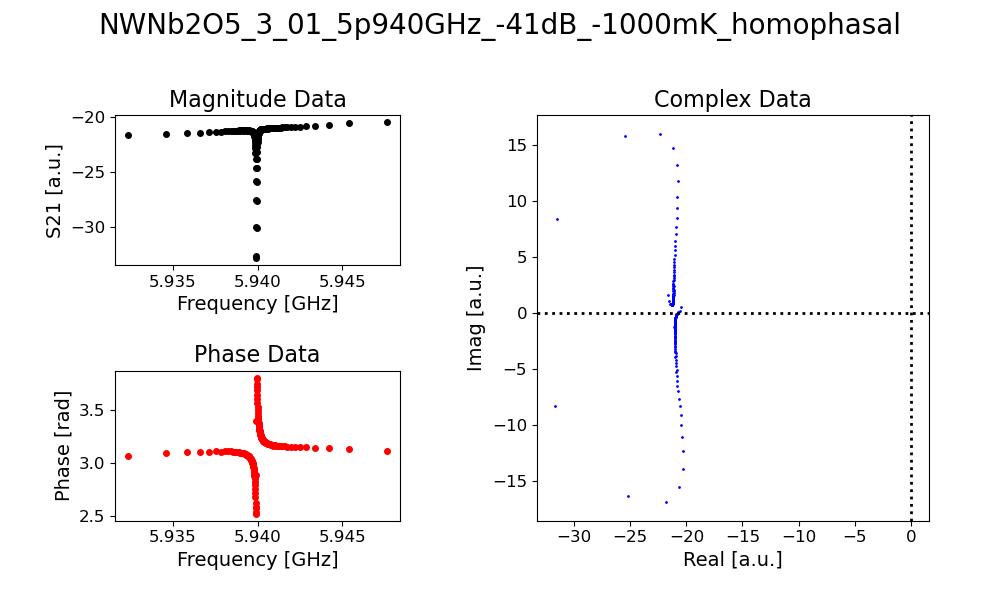 NWNb2O5_3_01_5p940GHz_-41dB_-1000mK_homophasal
Magnitude Data
S21 [a.u.]
−20
−25
−30
5.935 5.940 5.945
Frequency [GHz]
Phase Data
Phase [rad]
3.5
3.0
2.5
5.935 5.940 5.945
Frequency [GHz]
Complex Data
Imag [a.u.]
15
10
5
0
−5
−10
−15
−30 −25 −20 −15 −10 −5 0
Real [a.u.]